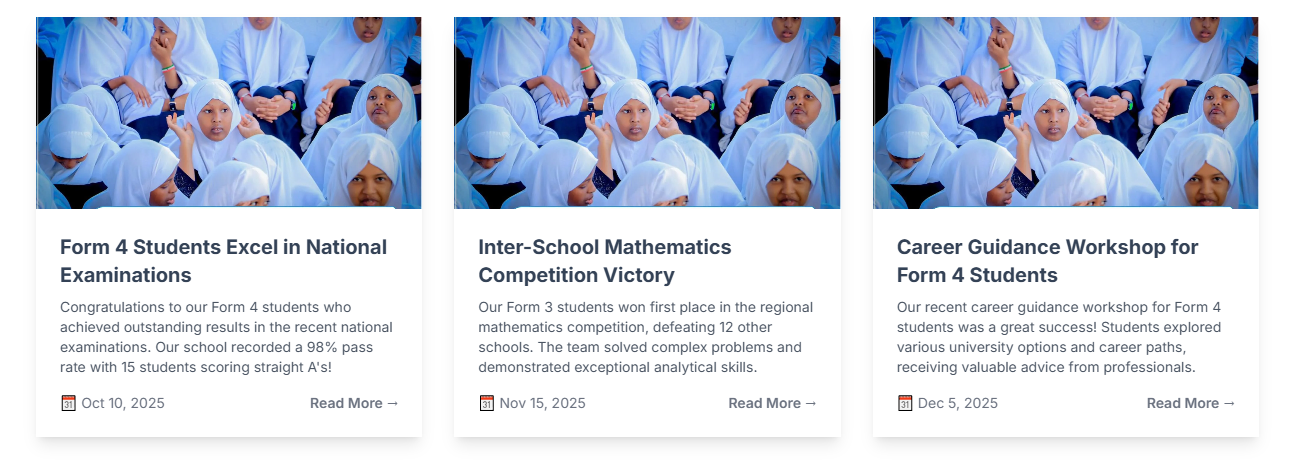 Form 4 Students Excel in National
Examinations
Congratulations to our Form 4 students who
achieved outstanding results in the recent national
examinations. Our school recorded a 98% pass
rate with 15 students scoring straight A's!
31 Oct 10, 2025
Read More →
Inter-School Mathematics
Competition Victory
Our Form 3 students won first place in the regional
mathematics competition, defeating 12 other
schools. The team solved complex problems and
demonstrated exceptional analytical skills.
31 Nov 15, 2025
Read More →
Career Guidance Workshop for
Form 4 Students
Our recent career guidance workshop for Form 4
students was a great success! Students explored
various university options and career paths,
receiving valuable advice from professionals.
31 Dec 5, 2025
Read More →